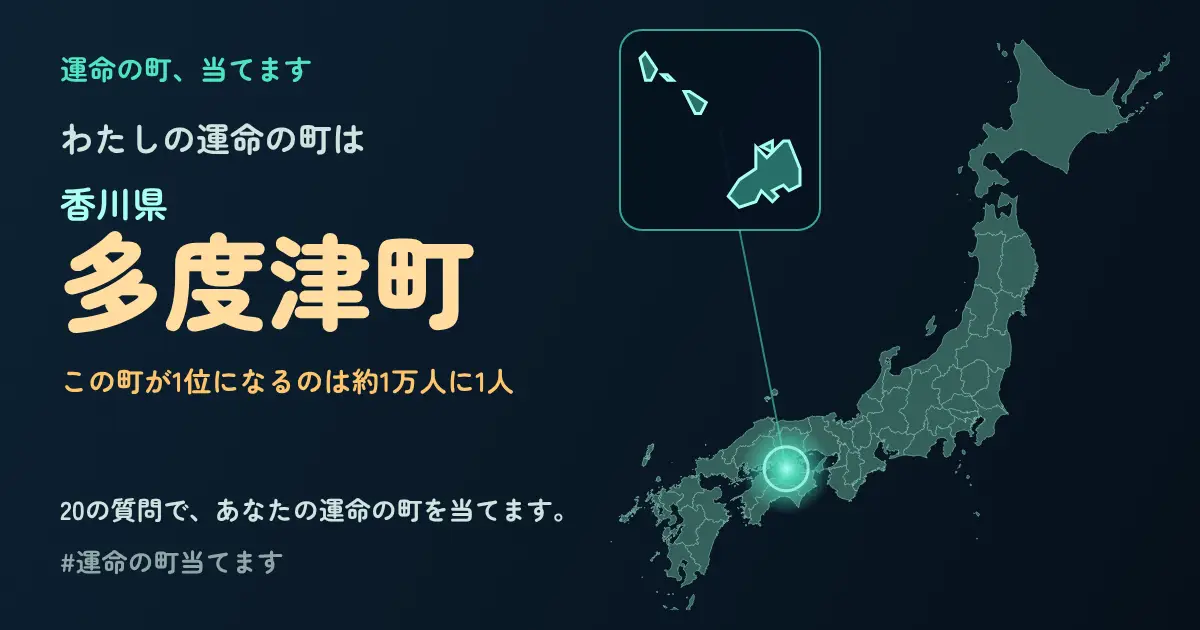 運命の町、当てます
わたしの運命の町は
香川県
多度津町
この町が1位になるのは約1万人に1人
20の質問で、あなたの運命の町を当てます。
#運命の町当てます